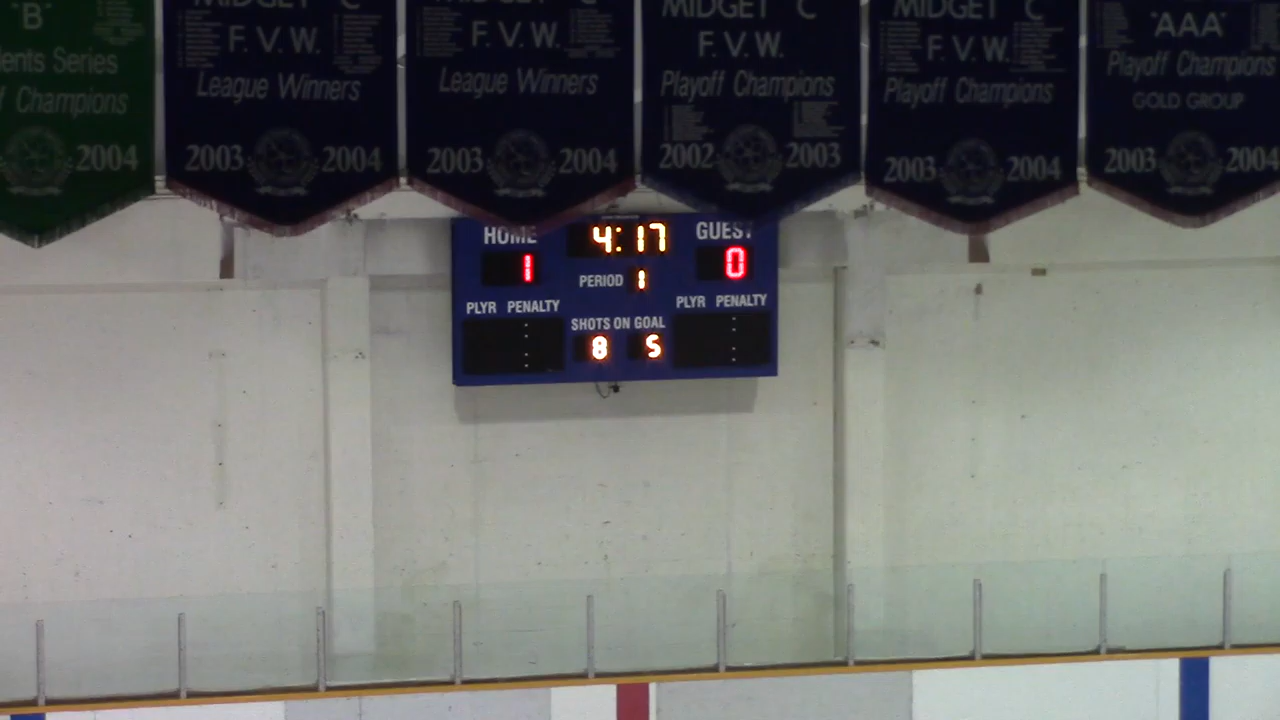 "B"
ents Series
f Champions
2004
MIDGET C
F. V. W.
League Winners
2003 2004
MIDGET C
F. V. W.
League Winners
2003 2004
MIDGET C
F. V. W.
Playoff Champions
2002 2003
MIDGET C
F. V. W.
Playoff Champions
2003 2004
"AAA"
Playoff Champions
GOLD GROUP
2003 2004
HOME 4:17 GUEST
1 PERIOD 1 0
PLYR PENALTY PLYR PENALTY
SHOTS ON GOAL
8 5